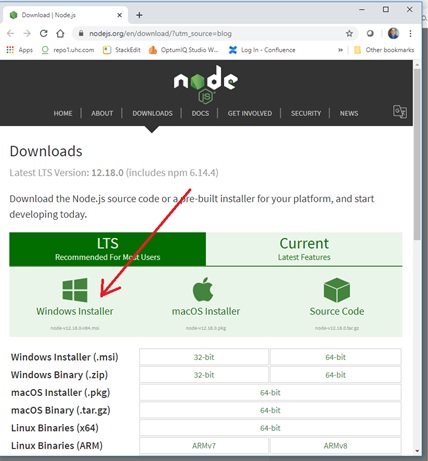 Download | Node.js
nodejs.org/en/download/?utm_source=blog
Apps repo1.uhc.com StackEdit OptumIQ Studio W... Log In - Confluence » Other bookmarks
node
JS
HOME ABOUT DOWNLOADS DOCS GET INVOLVED SECURITY NEWS
Downloads
Latest LTS Version: 12.18.0 (includes npm 6.14.4)
Download the Node.js source code or a pre-built installer for your platform, and start
developing today.
LTS
Recommended For Most Users
Current
Latest Features
Windows Installer
node-v12.18.0-x64.msi
macOS Installer
node-v12.18.0.pkg
Source Code
node-v12.18.0.tar.gz
Windows Installer (.msi) 32-bit 64-bit
Windows Binary (.zip) 32-bit 64-bit
macOS Installer (.pkg) 64-bit
macOS Binary (.tar.gz) 64-bit
Linux Binaries (x64) 64-bit
Linux Binaries (ARM) ARMv7 ARMv8